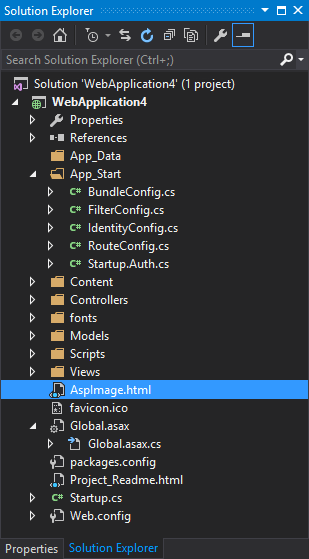 Solution Explorer
Search Solution Explorer (Ctrl+;)
Solution 'WebApplication4' (1 project)
WebApplication4
Properties
References
App_Data
App_Start
BundleConfig.cs
FilterConfig.cs
IdentityConfig.cs
RouteConfig.cs
Startup.Auth.cs
Content
Controllers
fonts
Models
Scripts
Views
AspImage.html
favicon.ico
Global.asax
Global.asax.cs
packages.config
Project_Readme.html
Startup.cs
Web.config
Properties Solution Explorer